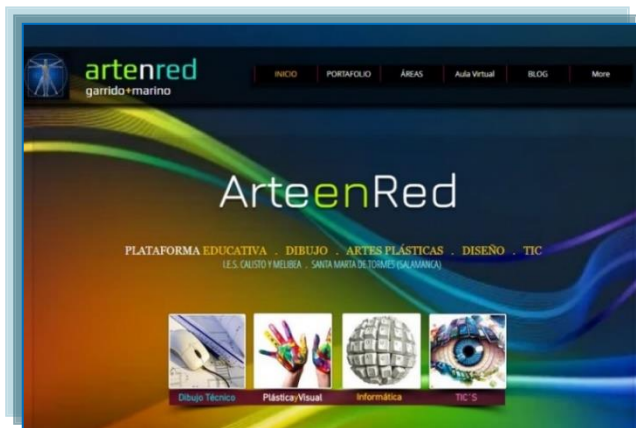 artenred
garrido+marino
INICIO PORTAFOLIO ÁREAS Aula Virtual BLOG More
ArteenRed
PLATAFORMA EDUCATIVA . DIBUJO . ARTES PLÁSTICAS . DISEÑO . TIC
I.E.S. CALISTO Y MELIBEA . SANTA MARTA DE TORMES (SALAMANCA)
Dibujo Técnico PlásticayVisual Informática TIC´S